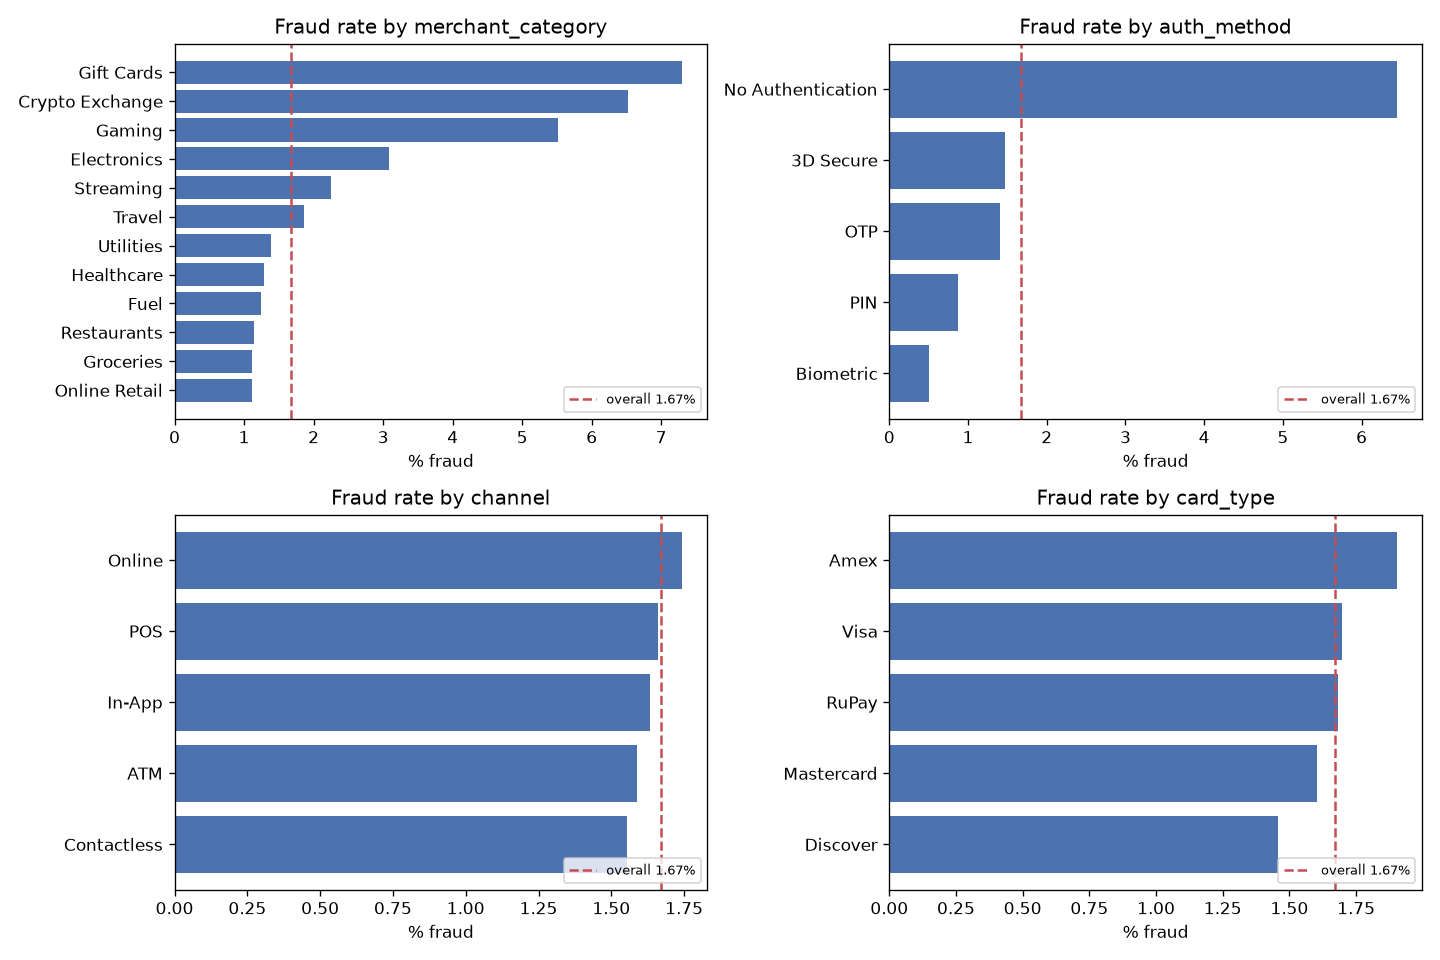 Fraud rate by merchant_category
Gift Cards
Crypto Exchange
Gaming
Electronics
Streaming
Travel
Utilities
Healthcare
Fuel
Restaurants
Groceries
Online Retail
overall 1.67%
0 1 2 3 4 5 6 7
% fraud
Fraud rate by auth_method
No Authentication
3D Secure
OTP
PIN
Biometric
overall 1.67%
0 1 2 3 4 5 6
% fraud
Fraud rate by channel
Online
POS
In-App
ATM
Contactless
overall 1.67%
0.00 0.25 0.50 0.75 1.00 1.25 1.50 1.75
% fraud
Fraud rate by card_type
Amex
Visa
RuPay
Mastercard
Discover
overall 1.67%
0.00 0.25 0.50 0.75 1.00 1.25 1.50 1.75
% fraud